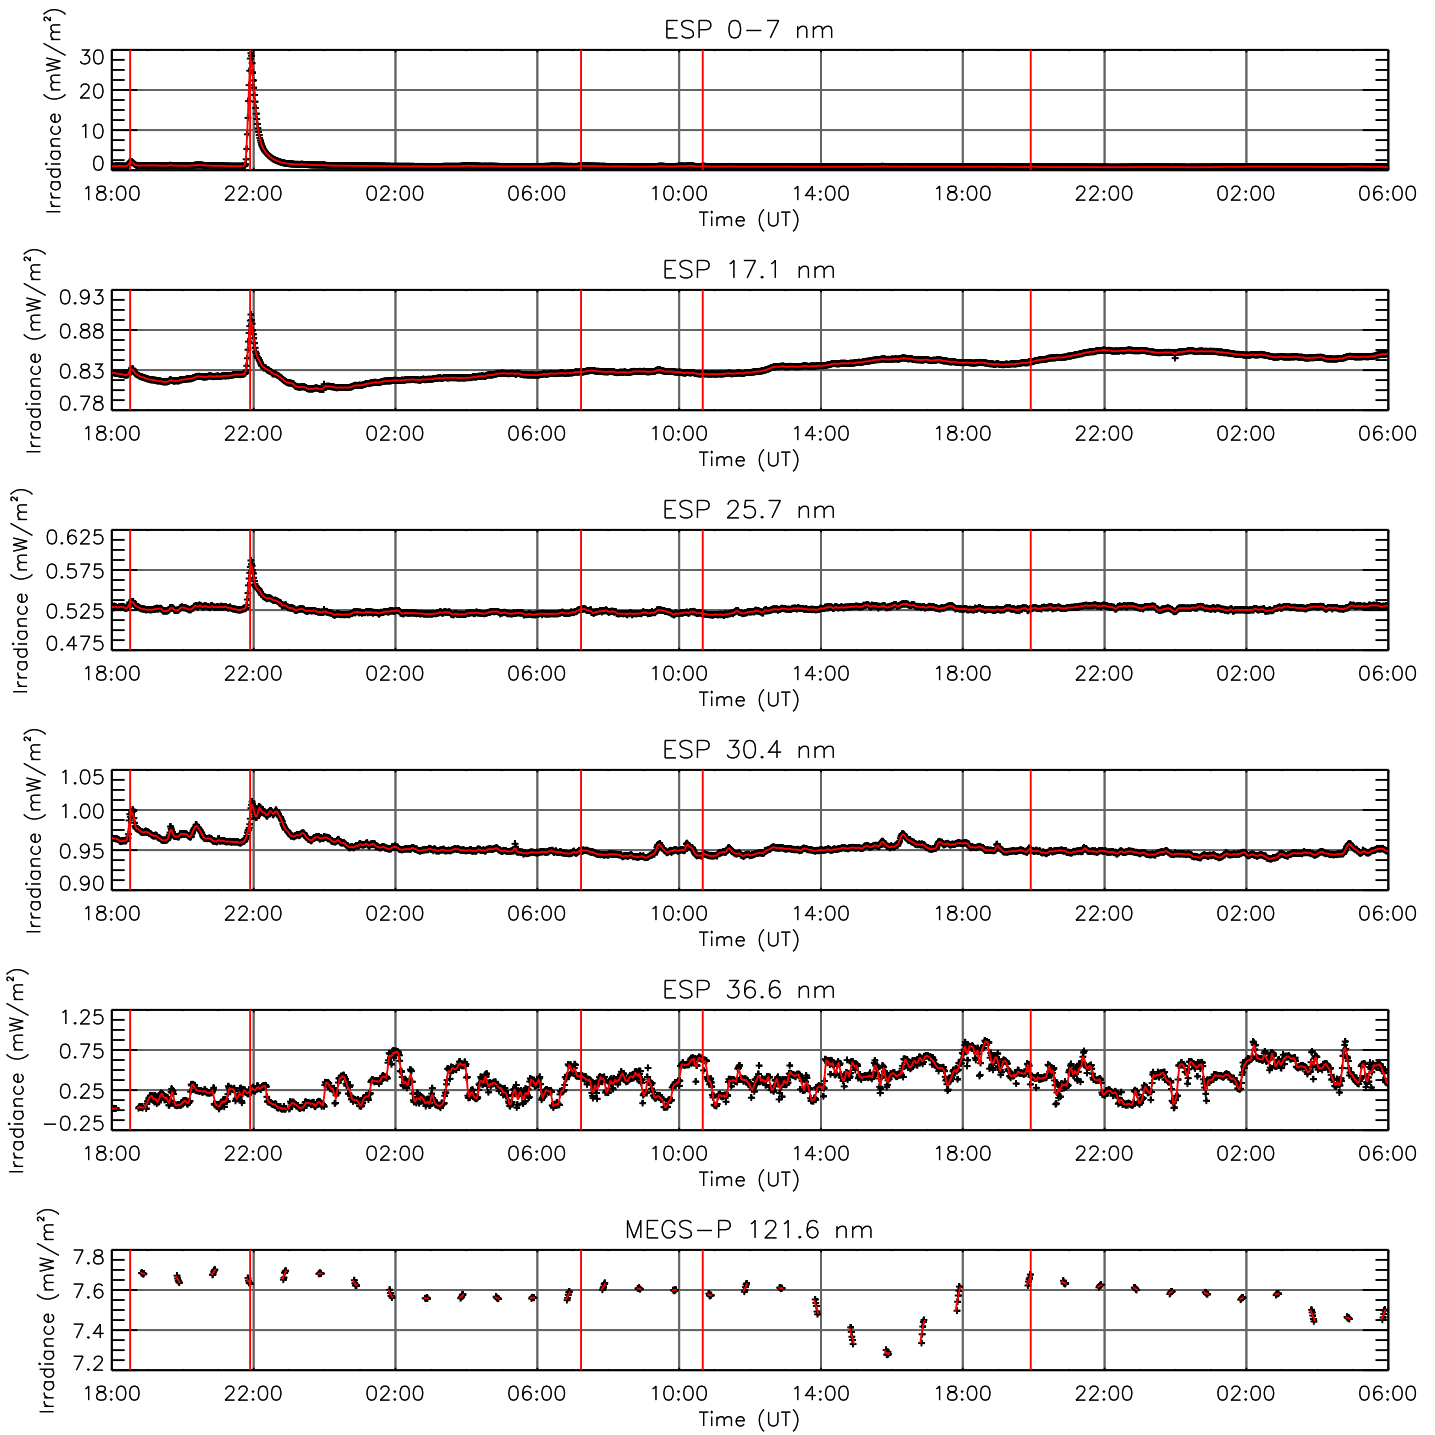 ESP 0−7 nm
Irradiance (mW/m²)
30
20
10
0
18:00 22:00 02:00 06:00 10:00 14:00 18:00 22:00 02:00 06:00
Time (UT)
ESP 17.1 nm
Irradiance (mW/m²)
0.93
0.88
0.83
0.78
18:00 22:00 02:00 06:00 10:00 14:00 18:00 22:00 02:00 06:00
Time (UT)
ESP 25.7 nm
Irradiance (mW/m²)
0.625
0.575
0.525
0.475
18:00 22:00 02:00 06:00 10:00 14:00 18:00 22:00 02:00 06:00
Time (UT)
ESP 30.4 nm
Irradiance (mW/m²)
1.05
1.00
0.95
0.90
18:00 22:00 02:00 06:00 10:00 14:00 18:00 22:00 02:00 06:00
Time (UT)
ESP 36.6 nm
Irradiance (mW/m²)
1.25
0.75
0.25
−0.25
18:00 22:00 02:00 06:00 10:00 14:00 18:00 22:00 02:00 06:00
Time (UT)
MEGS−P 121.6 nm
Irradiance (mW/m²)
7.8
7.6
7.4
7.2
18:00 22:00 02:00 06:00 10:00 14:00 18:00 22:00 02:00 06:00
Time (UT)